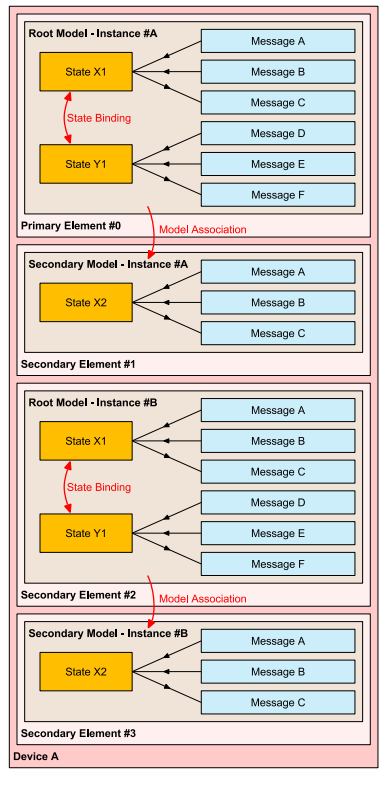 Root Model - Instance #A
Message A
State X1
Message B
Message C
State Binding
Message D
State Y1
Message E
Message F
Primary Element #0
Model Association
Secondary Model - Instance #A
Message A
State X2
Message B
Message C
Secondary Element #1
Root Model - Instance #B
Message A
State X1
Message B
Message C
State Binding
Message D
State Y1
Message E
Message F
Secondary Element #2
Model Association
Secondary Model - Instance #B
Message A
State X2
Message B
Message C
Secondary Element #3
Device A